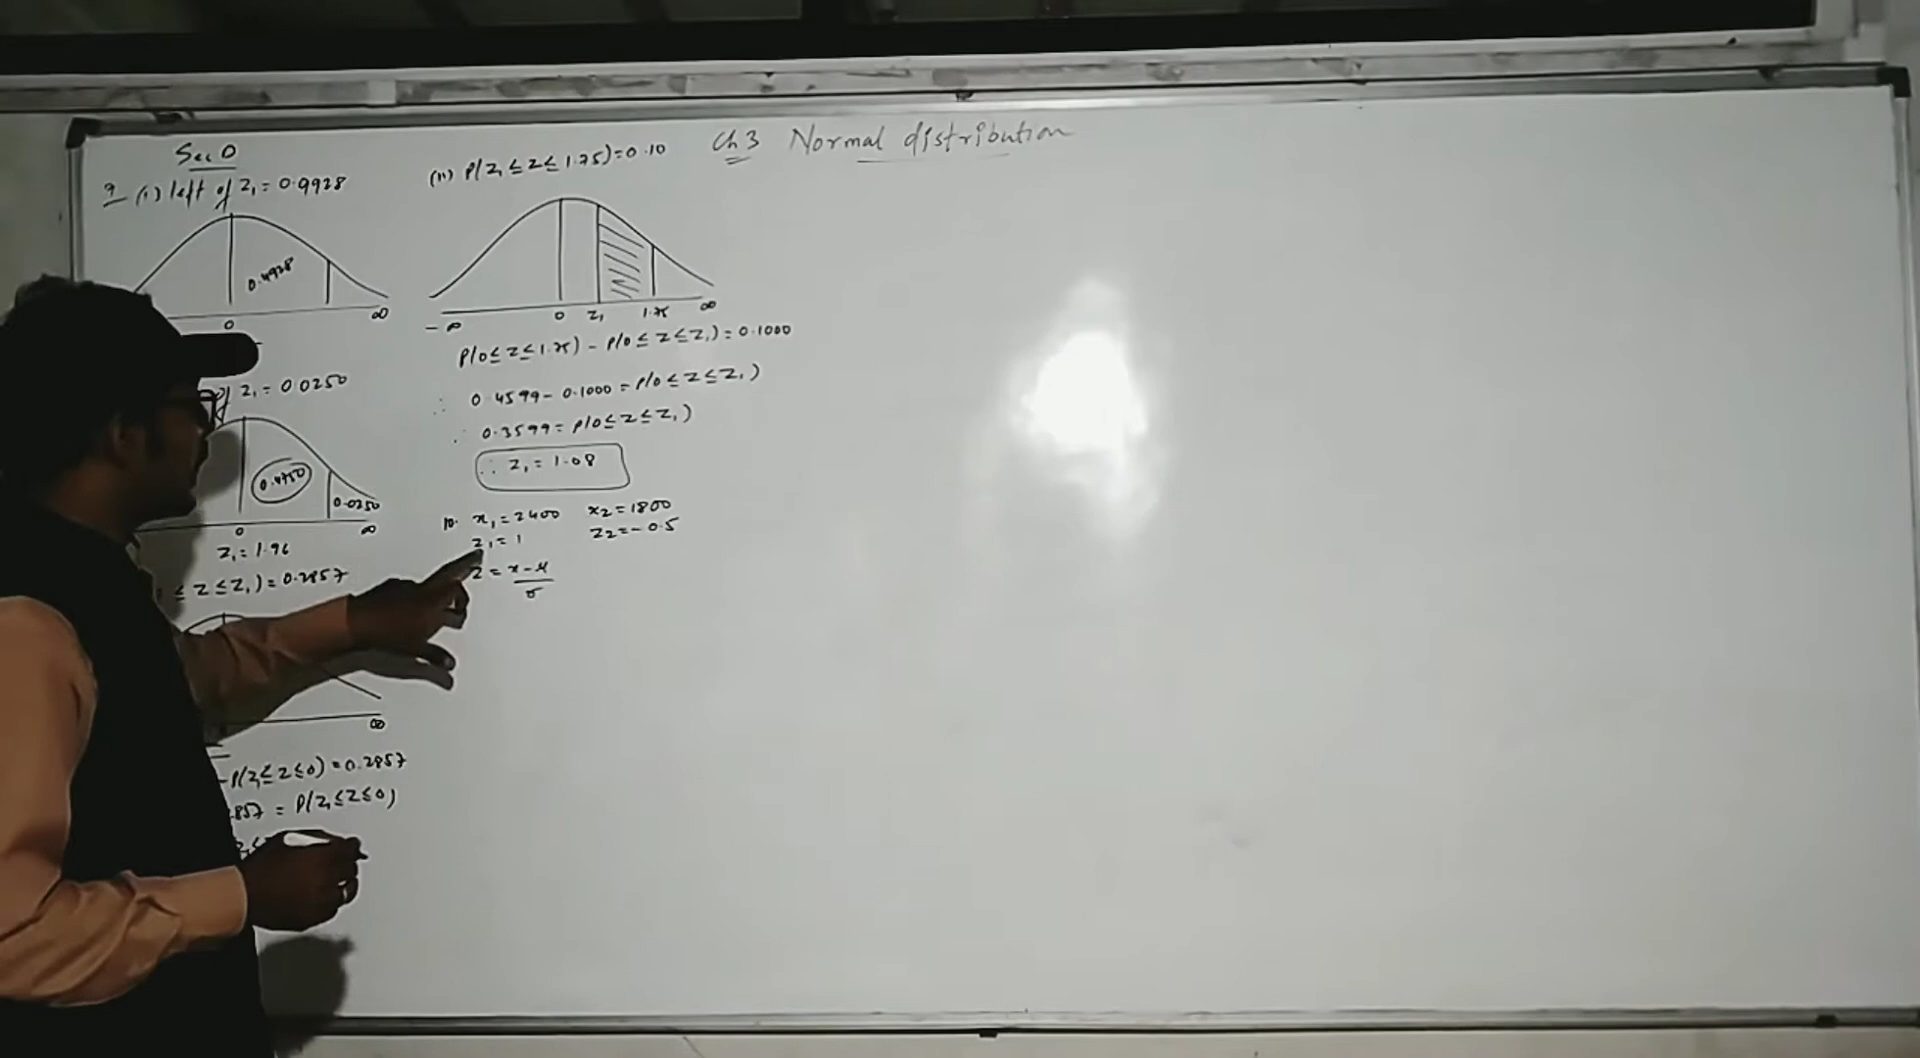 Ch 3 Normal distribution
Sec D
9 (i) left of z₁ = 0.9928
0.4928
0 ∞
of z₁ = 0.0250
0.4750 0.0250
0 ∞
z₁ = 1.96
≤ z ≤ z₁) = 0.2857
∞
- P(z₁ ≤ z ≤ 0) = 0.2857
.857 = P(z₁ ≤ z ≤ 0)
(iv) P(z₁ ≤ z ≤ 1.75) = 0.10
-∞ 0 z₁ 1.75 ∞
P(0 ≤ z ≤ 1.75) - P(0 ≤ z ≤ z₁) = 0.1000
∴ 0.4599 - 0.1000 = P(0 ≤ z ≤ z₁)
∴ 0.3599 = P(0 ≤ z ≤ z₁)
∴ z₁ = 1.08
10. x₁ = 2400 x₂ = 1800
z₁ = 1 z₂ = -0.5
z = x - μ
σ